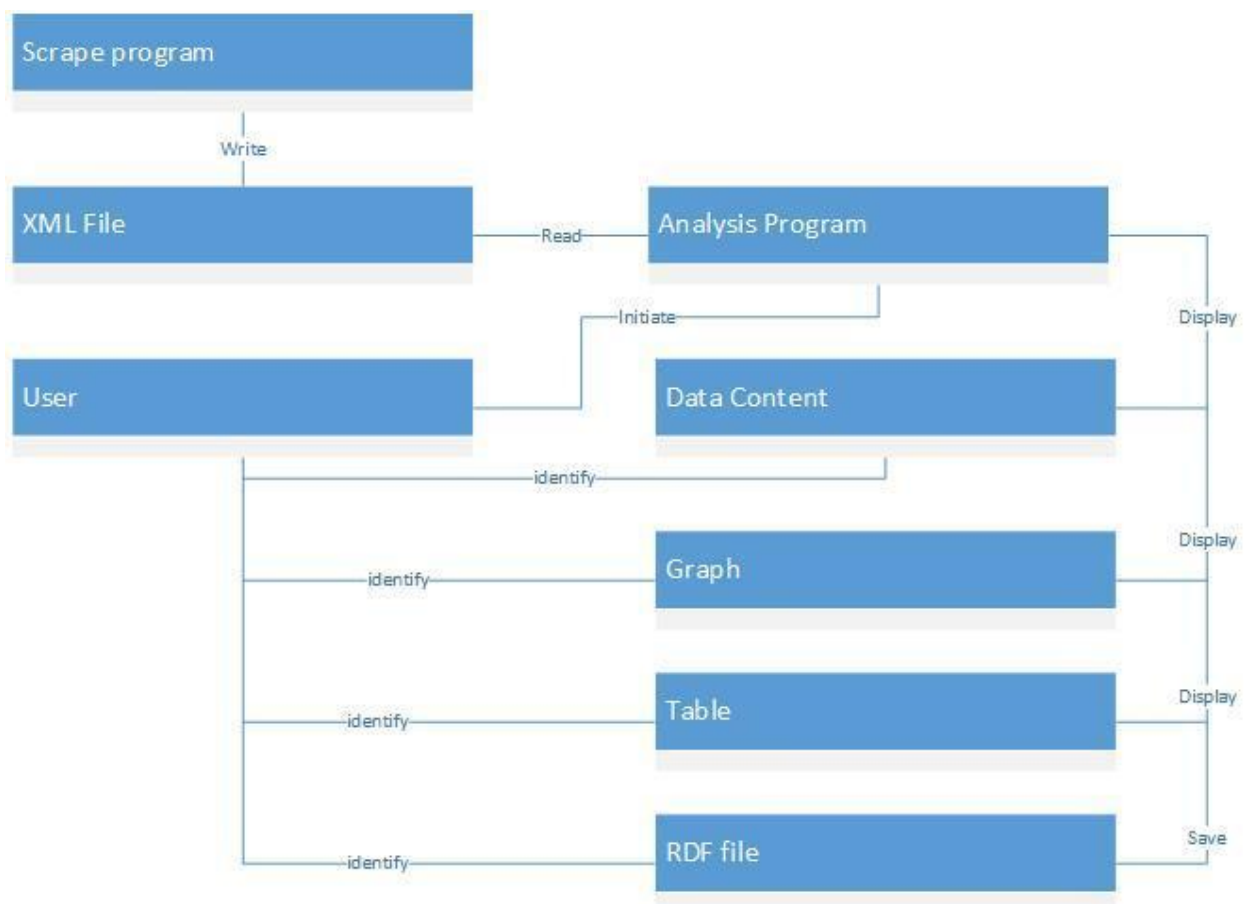 Scrape program
Write
XML File
Read
Analysis Program
Initiate
Display
User
Data Content
identify
Display
identify
Graph
Display
identify
Table
Save
identify
RDF file